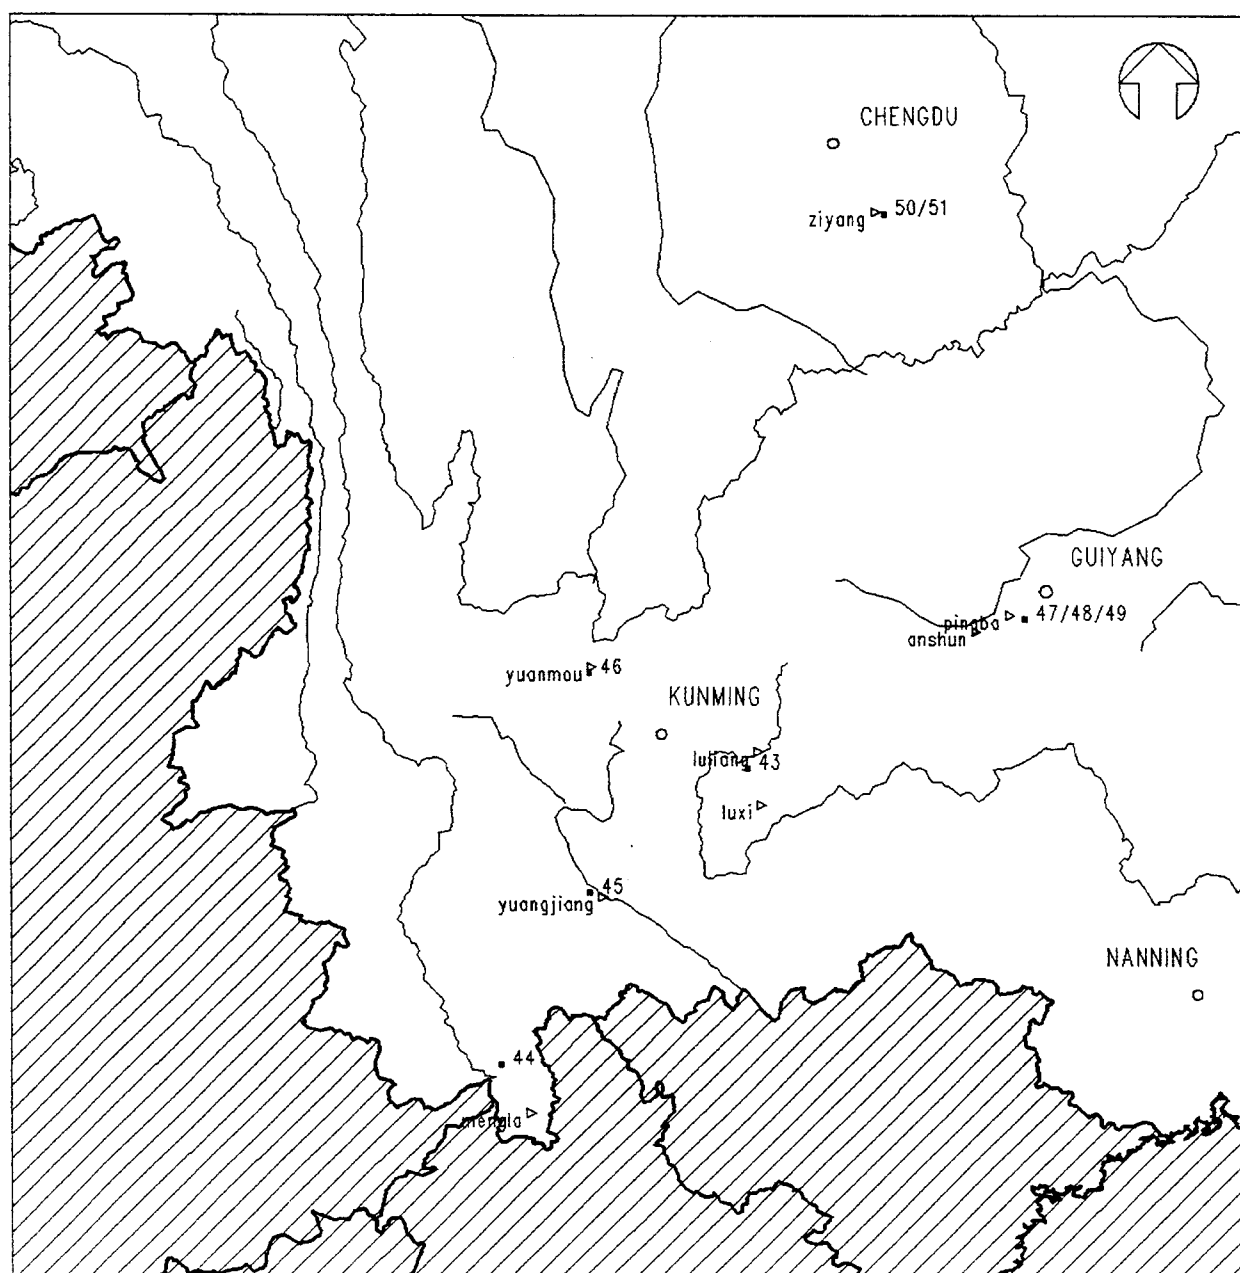 CHENGDU
ziyang 50/51
GUIYANG
pingba 47/48/49
anshun
yuanmou 46
KUNMING
luliang 43
luxi
yuangjiang 45
NANNING
44
mengla